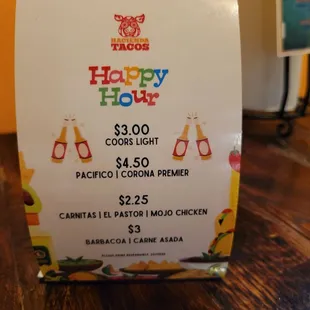 HACIENDA
TACOS
Happy
Hour
$3.00
COORS LIGHT
$4.50
PACIFICO | CORONA PREMIER
$2.25
CARNITAS | EL PASTOR | MOJO CHICKEN
$3
BARBACOA | CARNE ASADA